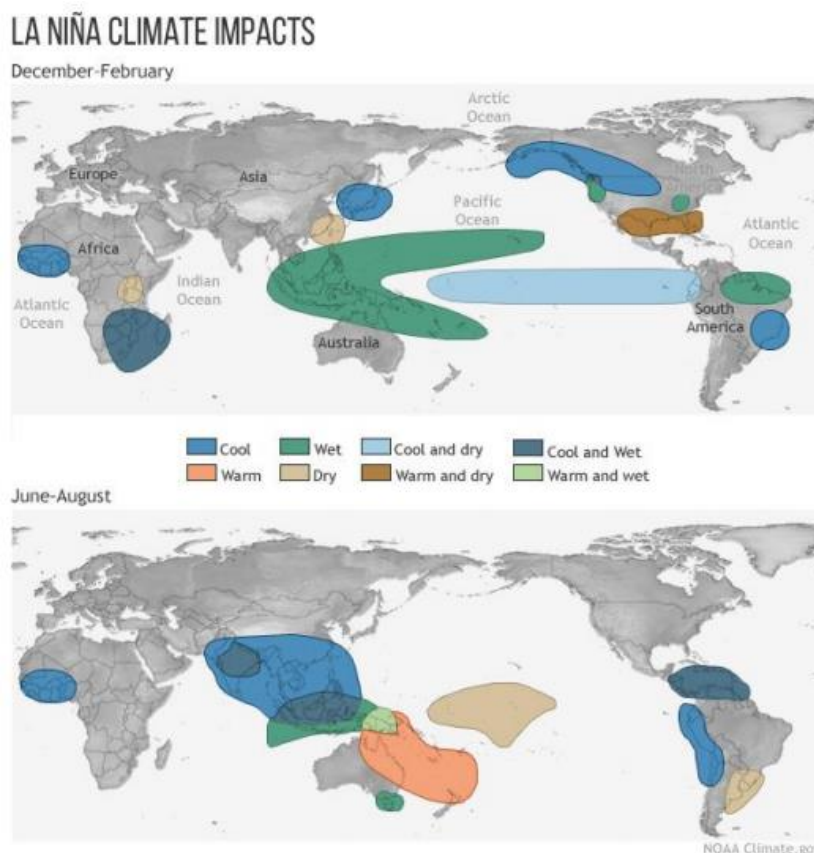 LA NIÑA CLIMATE IMPACTS
December-February
Arctic
Ocean
Europe
Asia
North
Pacific
Ocean
Atlantic
Ocean
Africa
Indian
Ocean
Atlantic
Ocean
South
America
Australia
Cool
Wet
Cool and dry
Cool and Wet
Warm
Dry
Warm and dry
Warm and wet
June-August
NOAA Climate.go